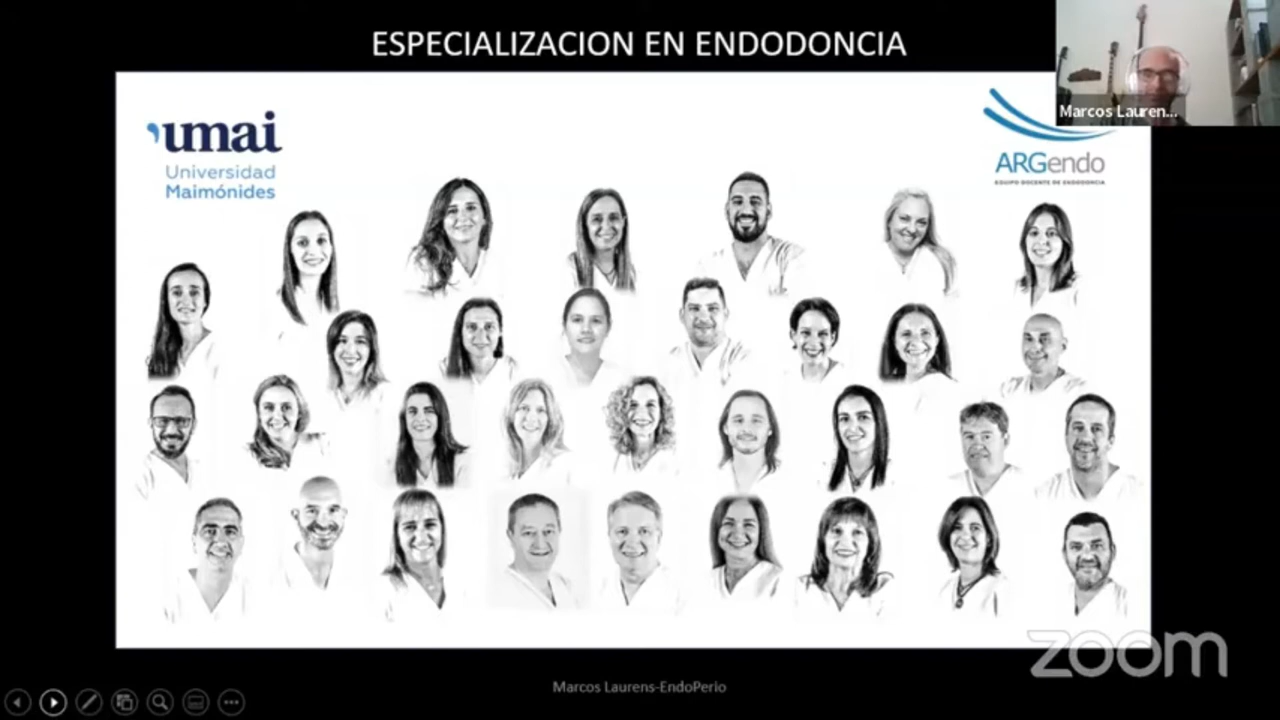 ESPECIALIZACION EN ENDODONCIA
Marcos Lauren...
umai
Universidad
Maimónides
ARGendo
EQUIPO DOCENTE DE ENDODONCIA
zoom
Marcos Laurens-EndoPerio